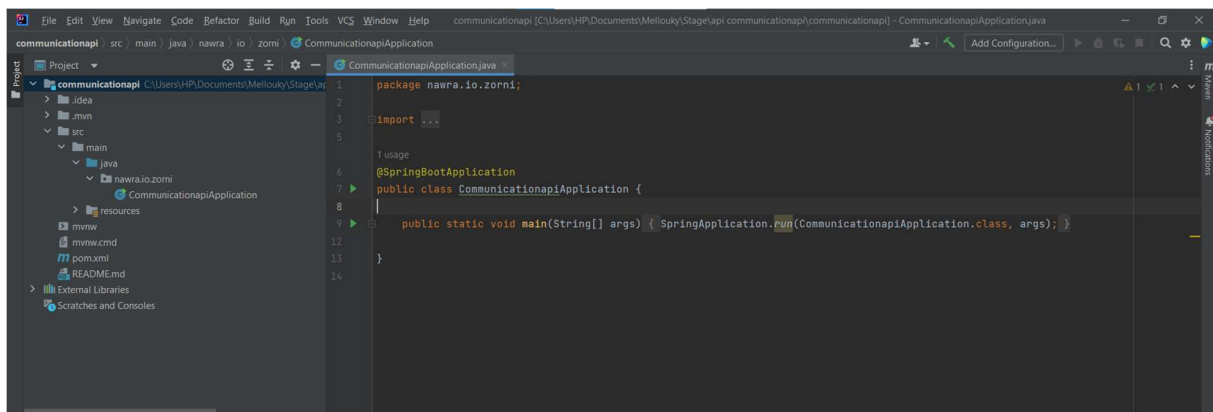 File Edit View Navigate Code Refactor Build Run Tools VCS Window Help communicationapi [C:\Users\HP\Documents\Mellouky\Stage\api communicationapi\communicationapi] - CommunicationapiApplication.java
communicationapi src main java nawra io zorni CommunicationapiApplication Add Configuration...
Project
Project
CommunicationapiApplication.java
Maven
Notifications
communicationapi C:\Users\HP\Documents\Mellouky\Stage\ap
.idea
.mvn
src
main
java
nawra.io.zorni
CommunicationapiApplication
resources
mvnw
mvnw.cmd
pom.xml
README.md
External Libraries
Scratches and Consoles
1 package nawra.io.zorni;
2
3 import ...
5
1 usage
6 @SpringBootApplication
7 public class CommunicationapiApplication {
8
9 public static void main(String[] args) { SpringApplication.run(CommunicationapiApplication.class, args); }
12
13 }
14
1 1